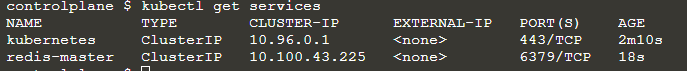 controlplane $ kubectl get services
NAME TYPE CLUSTER-IP EXTERNAL-IP PORT(S) AGE
kubernetes ClusterIP 10.96.0.1 <none> 443/TCP 2m10s
redis-master ClusterIP 10.100.43.225 <none> 6379/TCP 18s
controlplane $